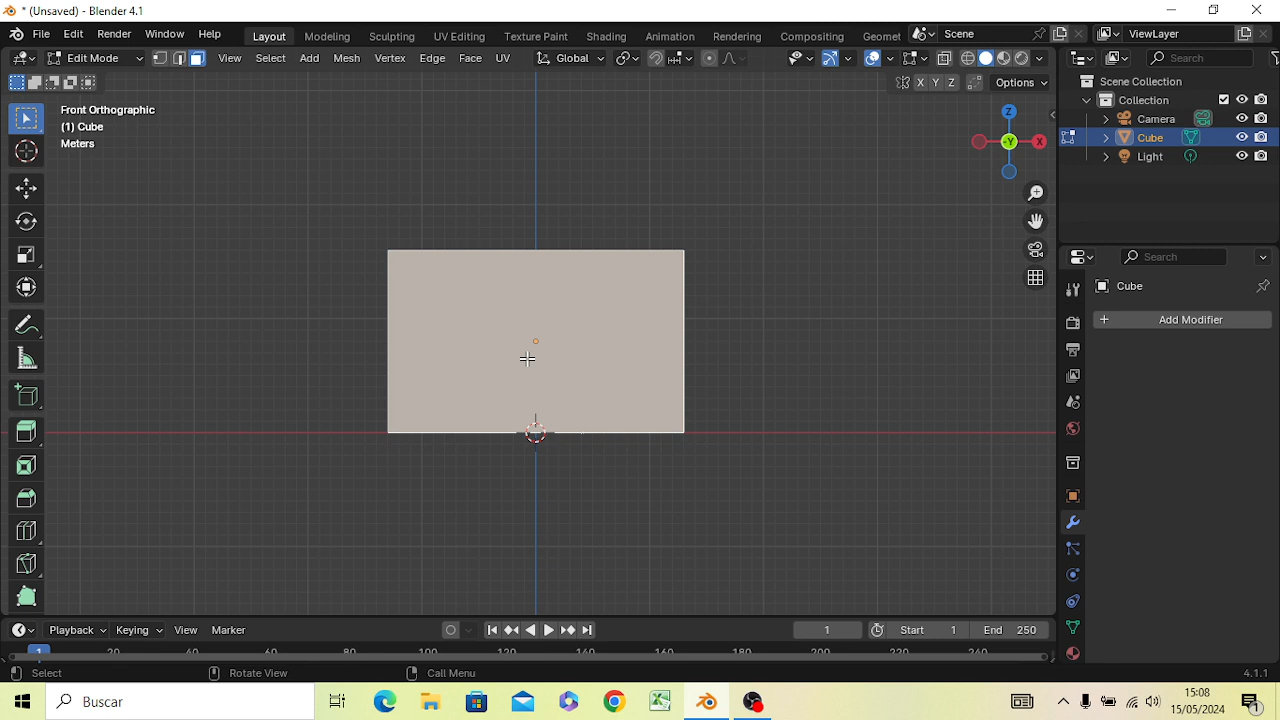 * (Unsaved) - Blender 4.1
File Edit Render Window Help Layout Modeling Sculpting UV Editing Texture Paint Shading Animation Rendering Compositing Geomet Scene ViewLayer
Edit Mode View Select Add Mesh Vertex Edge Face UV Global Search
X Y Z Options
Scene Collection
Collection
Camera
Cube
Light
Front Orthographic
(1) Cube
Meters
Z
-Y X
Search
Cube
Add Modifier
Playback Keying View Marker 1 Start 1 End 250
1 20 40 60 80 100 120 140 160 180 200 220 240
Select Rotate View Call Menu 4.1.1
Buscar
15:08
15/05/2024
1